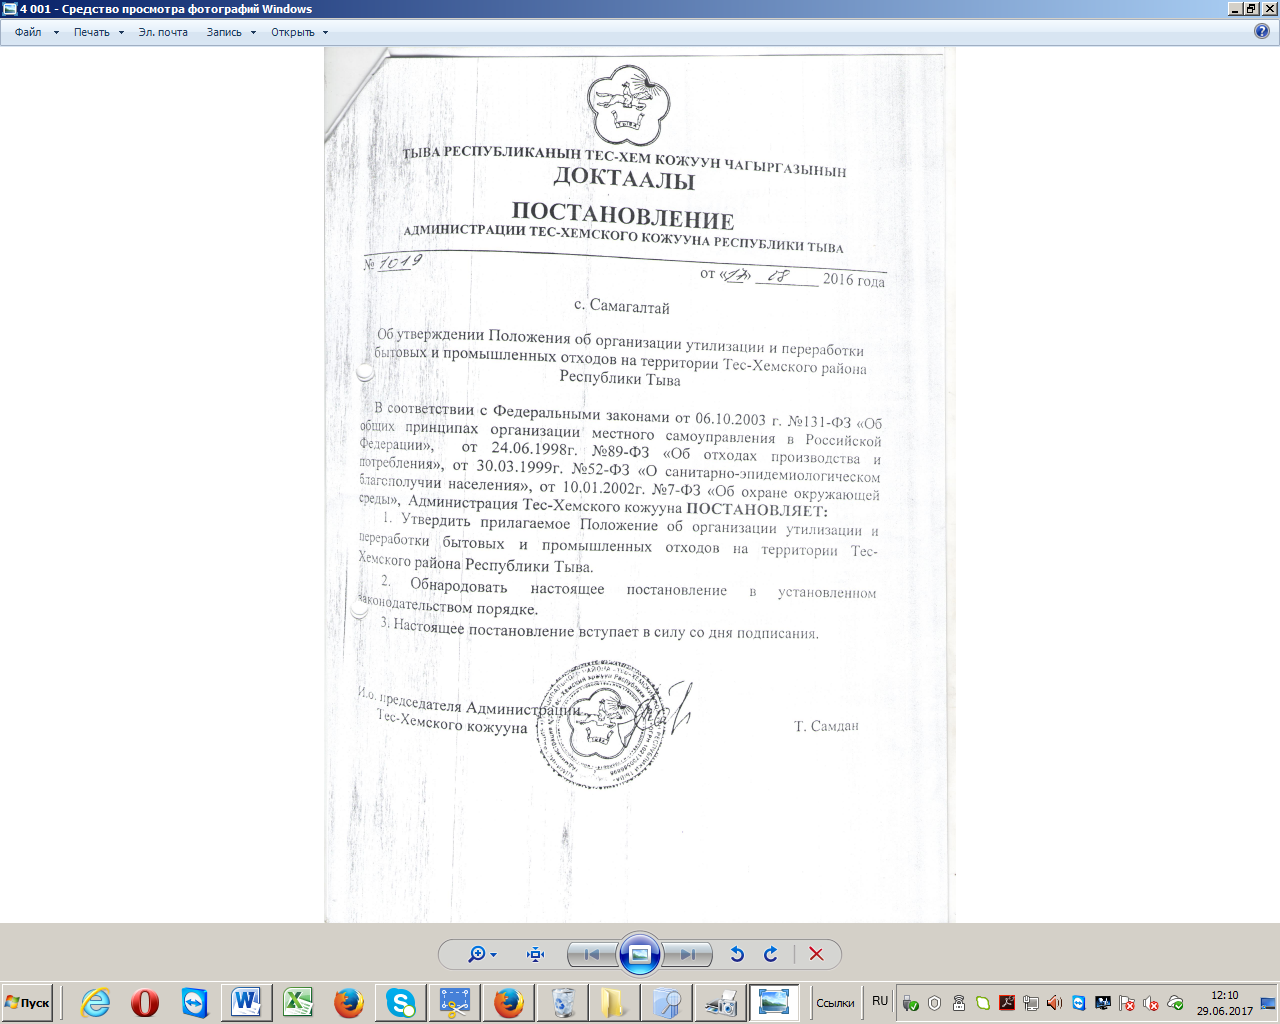 4 001 - Средство просмотра фотографий Windows
Файл Печать Эл. почта Запись Открыть
ТЫВА
ТЫВА РЕСПУБЛИКАНЫН ТЕС-ХЕМ КОЖУУН ЧАГЫРГАЗЫНЫН
ДОКТААЛЫ
ПОСТАНОВЛЕНИЕ
АДМИНИСТРАЦИИ ТЕС-ХЕМСКОГО КОЖУУНА РЕСПУБЛИКИ ТЫВА
№ 1019
от «17» 08 2016 года
с. Самагалтай
Об утверждении Положения об организации утилизации и переработки
бытовых и промышленных отходов на территории Тес-Хемского района
Республики Тыва
В соответствии с Федеральными законами от 06.10.2003 г. №131-ФЗ «Об
общих принципах организации местного самоуправления в Российской
Федерации», от 24.06.1998г. №89-ФЗ «Об отходах производства и
потребления», от 30.03.1999г. №52-ФЗ «О санитарно-эпидемиологическом
благополучии населения», от 10.01.2002г. №7-ФЗ «Об охране окружающей
среды», Администрация Тес-Хемского кожууна ПОСТАНОВЛЯЕТ:
1. Утвердить прилагаемое Положение об организации утилизации и
переработки бытовых и промышленных отходов на территории Тес-
Хемского района Республики Тыва.
2. Обнародовать настоящее постановление в установленном
законодательством порядке.
3. Настоящее постановление вступает в силу со дня подписания.
И.о. председателя Администрации
Тес-Хемского кожууна
Т. Самдан
Пуск
Ссылки
RU
12:10
29.06.2017